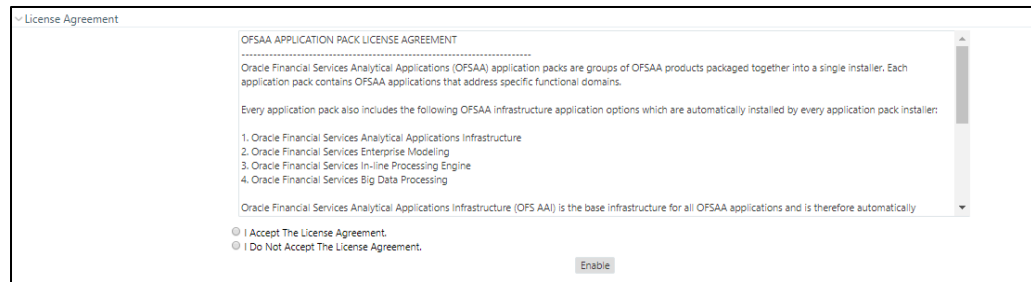 License Agreement
OFSAA APPLICATION PACK LICENSE AGREEMENT
------------------------------------------------------------------------
Oracle Financial Services Analytical Applications (OFSAA) application packs are groups of OFSAA products packaged together into a single installer. Each
application pack contains OFSAA applications that address specific functional domains.
Every application pack also includes the following OFSAA infrastructure application options which are automatically installed by every application pack installer:
1. Oracle Financial Services Analytical Applications Infrastructure
2. Oracle Financial Services Enterprise Modeling
3. Oracle Financial Services In-line Processing Engine
4. Oracle Financial Services Big Data Processing
Oracle Financial Services Analytical Applications Infrastructure (OFS AAI) is the base infrastructure for all OFSAA applications and is therefore automatically
I Accept The License Agreement.
I Do Not Accept The License Agreement.
Enable